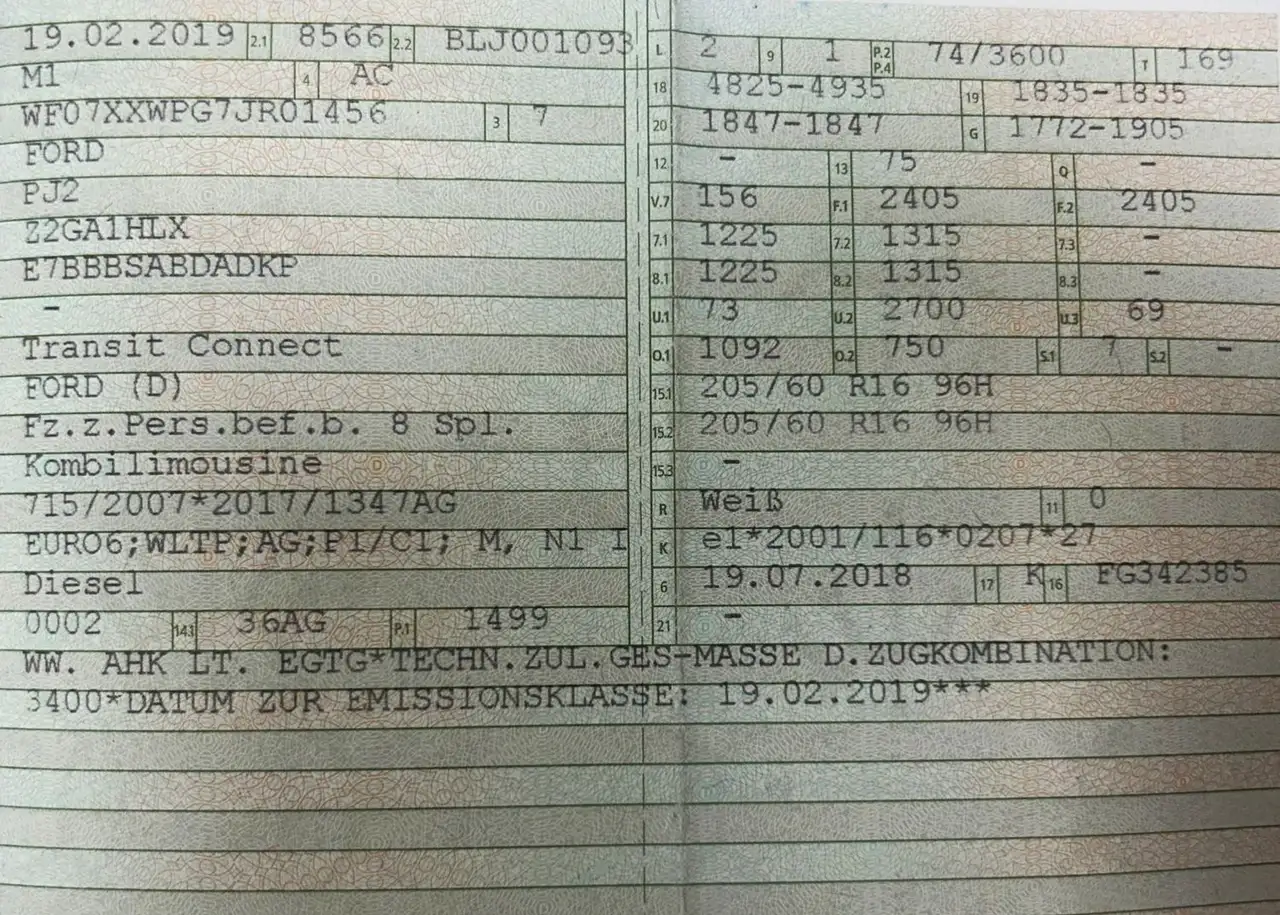 19.02.2019 2.1 8566 2.2 BLJ001093
M1 4 AC
WF07XXWPG7JR01456 3 7
FORD
PJ2
Z2GA1HLX
E7BBBSABDADKP
-
Transit Connect
FORD (D)
Fz.z.Pers.bef.b. 8 Spl.
Kombilimousine
715/2007*2017/1347AG
EURO6;WLTP;AG;PI/CI; M, N1 I
Diesel
0002 14.1 36AG P.1 1499
L 2 9 1 P.2 P.4 74/3600 T 169
18 4825-4935 19 1835-1835
20 1847-1847 G 1772-1905
12 - 13 75 Q -
V.7 156 F.1 2405 F.2 2405
7.1 1225 7.2 1315 7.3 -
8.1 1225 8.2 1315 8.3 -
U.1 73 U.2 2700 U.3 69
O.1 1092 O.2 750 S.1 7 S.2 -
15.1 205/60 R16 96H
15.2 205/60 R16 96H
15.3 -
R Weiß 11 0
K e1*2001/116*0207*27
6 19.07.2018 17 K 16 FG342385
21 -
WW. AHK LT. EGTG*TECHN.ZUL.GES-MASSE D.ZUGKOMBINATION:
3400*DATUM ZUR EMISSIONSKLASSE: 19.02.2019***